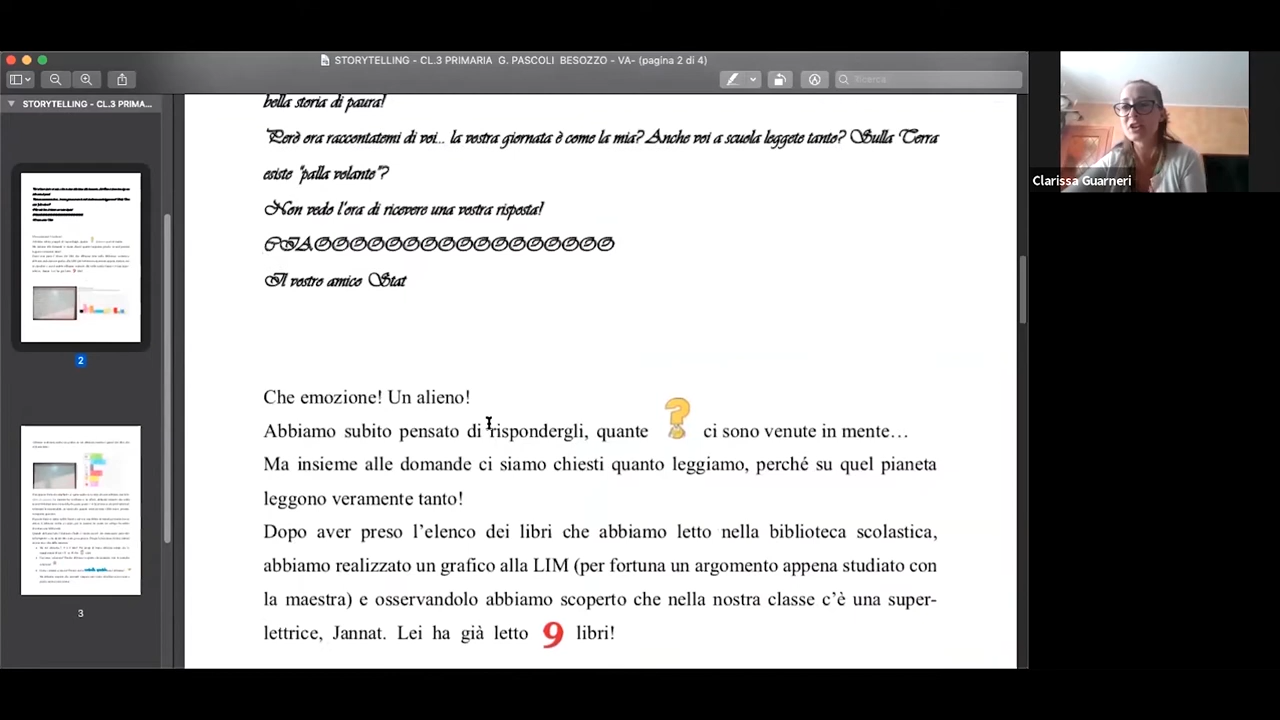 STORYTELLING - CL.3 PRIMARIA G. PASCOLI BESOZZO - VA- (pagina 2 di 4)
Ricerca
STORYTELLING - CL.3 PRIMA...
2
3
bella storia di paura!
Però ora raccontatemi di voi... la vostra giornata è come la mia? Anche voi a scuola leggete tanto? Sulla Terra
esiste "palla volante"?
Non vedo l'ora di ricevere una vostra risposta!
CIAOOOOOOOOOOOOOOOOO
Il vostro amico Stat
Che emozione! Un alieno!
Abbiamo subito pensato di rispondergli, quante ? ci sono venute in mente…
Ma insieme alle domande ci siamo chiesti quanto leggiamo, perché su quel pianeta
leggono veramente tanto!
Dopo aver preso l'elenco dei libri che abbiamo letto nella biblioteca scolastica,
abbiamo realizzato un grafico alla LIM (per fortuna un argomanto appena studiato con
la maestra) e osservandolo abbiamo scoperto che nella nostra classe c'è una super-
lettrice, Jannat. Lei ha già letto 9 libri!
Clarissa Guarneri